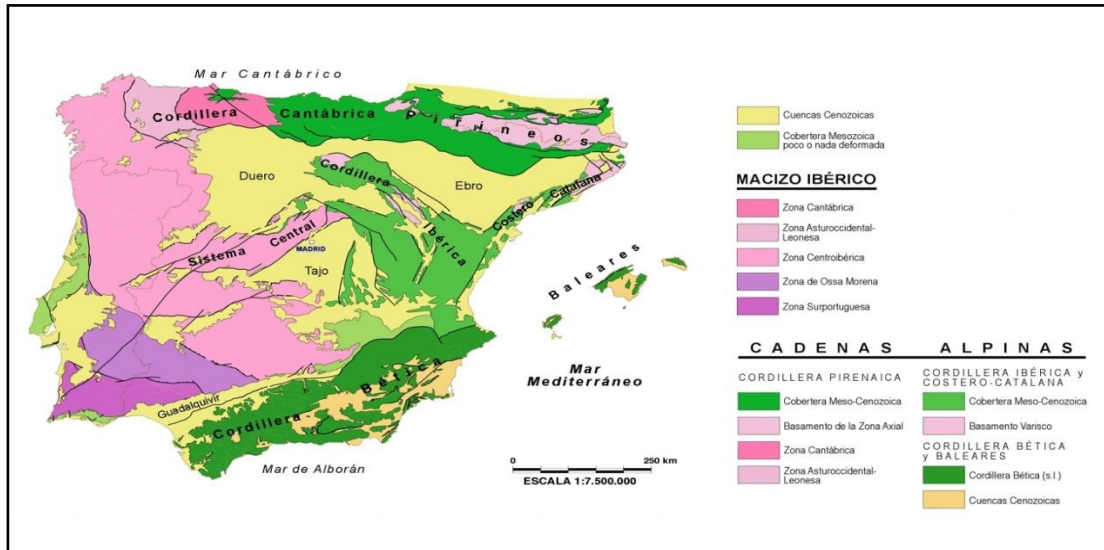 Mar Cantábrico
Cordillera Cantábrica
Pirineos
Duero
Cordillera Ibérica
Ebro
Costero Catalana
Sistema Central
MADRID
Tajo
Baleares
Mar
Mediterráneo
Guadalquivir
Cordillera Bética
Mar de Alborán
0 250 km
ESCALA 1:7.500.000
Cuencas Cenozoicas
Cobertera Mesozoica
poco o nada deformada
MACIZO IBÉRICO
Zona Cantábrica
Zona Asturoccidental-
Leonesa
Zona Centroibérica
Zona de Ossa Morena
Zona Surportuguesa
CADENAS ALPINAS
CORDILLERA PIRENAICA
Cobertera Meso-Cenozoica
Basamento de la Zona Axial
Zona Cantábrica
Zona Asturoccidental-
Leonesa
CORDILLERA IBÉRICA y
COSTERO-CATALANA
Cobertera Meso-Cenozoica
Basamento Varisco
CORDILLERA BÉTICA
y BALEARES
Cordillera Bética (s.l.)
Cuencas Cenozoicas